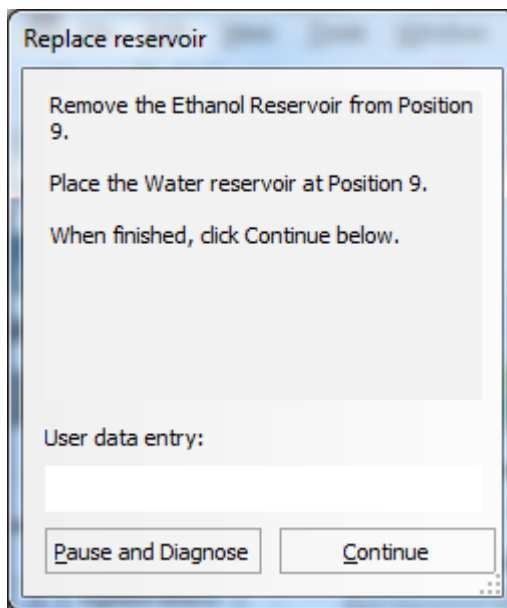 Replace reservoir
Remove the Ethanol Reservoir from Position
9.
Place the Water reservoir at Position 9.
When finished, click Continue below.
User data entry:
Pause and Diagnose
Continue